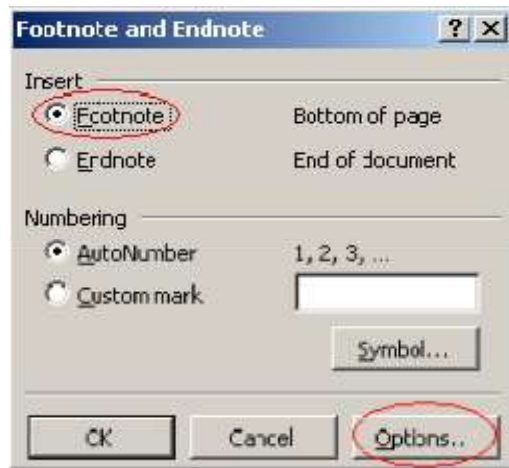 Footnote and Endnote
Insert
Footnote Bottom of page
Endnote End of document
Numbering
AutoNumber 1, 2, 3, ...
Custom mark
Symbol...
OK Cancel Options..